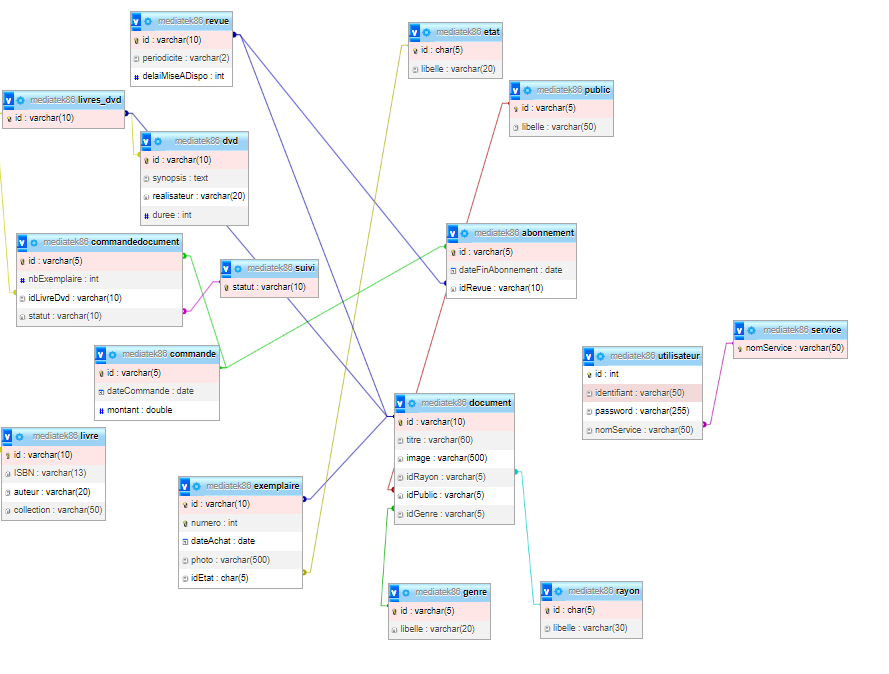 mediatek86 revue
id : varchar(10)
periodicite : varchar(2)
delaiMiseADispo : int
mediatek86 etat
id : char(5)
libelle : varchar(20)
mediatek86 public
id : varchar(5)
libelle : varchar(50)
mediatek86 livres_dvd
id : varchar(10)
mediatek86 dvd
id : varchar(10)
synopsis : text
realisateur : varchar(20)
duree : int
mediatek86 commandedocument
id : varchar(5)
nbExemplaire : int
idLivreDvd : varchar(10)
statut : varchar(10)
mediatek86 suivi
statut : varchar(10)
mediatek86 abonnement
id : varchar(5)
dateFinAbonnement : date
idRevue : varchar(10)
mediatek86 commande
id : varchar(5)
dateCommande : date
montant : double
mediatek86 utilisateur
id : int
identifiant : varchar(50)
password : varchar(255)
nomService : varchar(50)
mediatek86 service
nomService : varchar(50)
mediatek86 livre
id : varchar(10)
ISBN : varchar(13)
auteur : varchar(20)
collection : varchar(50)
mediatek86 document
id : varchar(10)
titre : varchar(60)
image : varchar(500)
idRayon : varchar(5)
idPublic : varchar(5)
idGenre : varchar(5)
mediatek86 exemplaire
id : varchar(10)
numero : int
dateAchat : date
photo : varchar(500)
idEtat : char(5)
mediatek86 genre
id : varchar(5)
libelle : varchar(20)
mediatek86 rayon
id : char(5)
libelle : varchar(30)